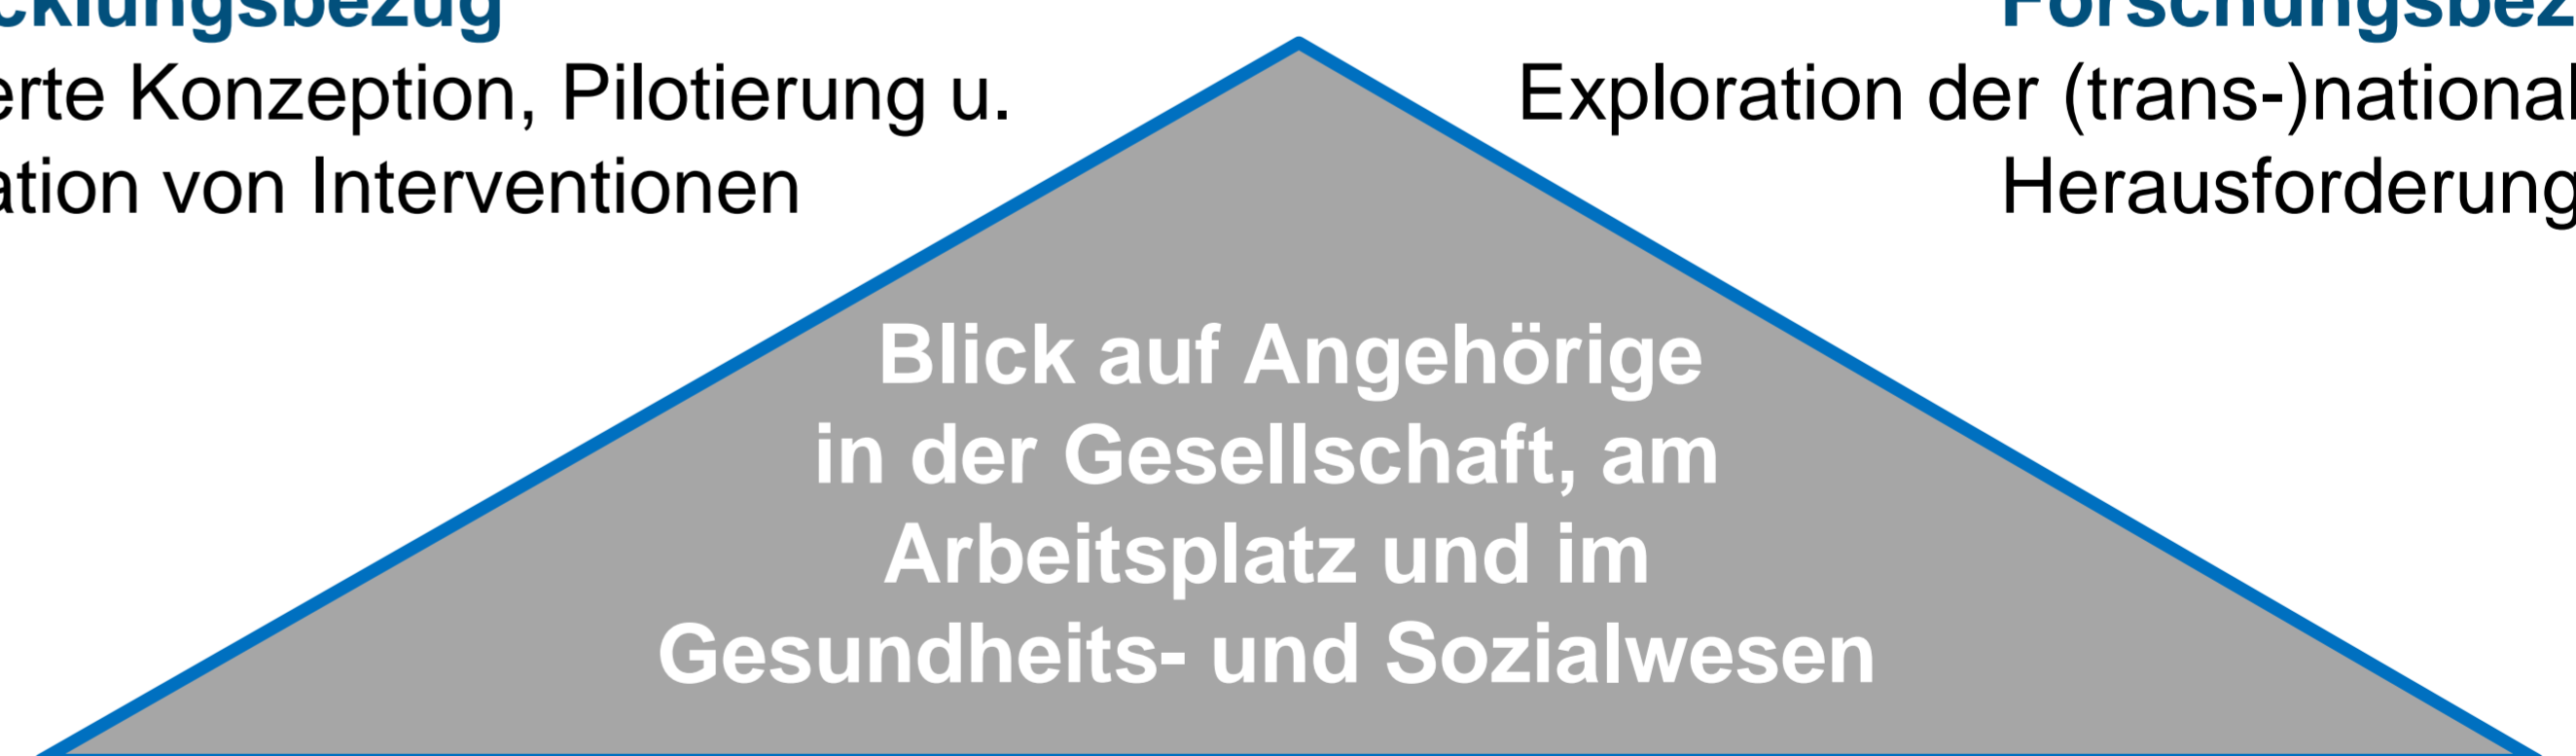 cklungsbezug
erte Konzeption, Pilotierung u.
ation von Interventionen
Forschungsbez
Exploration der (trans-)national
Herausforderung
Blick auf Angehörige
in der Gesellschaft, am
Arbeitsplatz und im
Gesundheits- und Sozialwesen